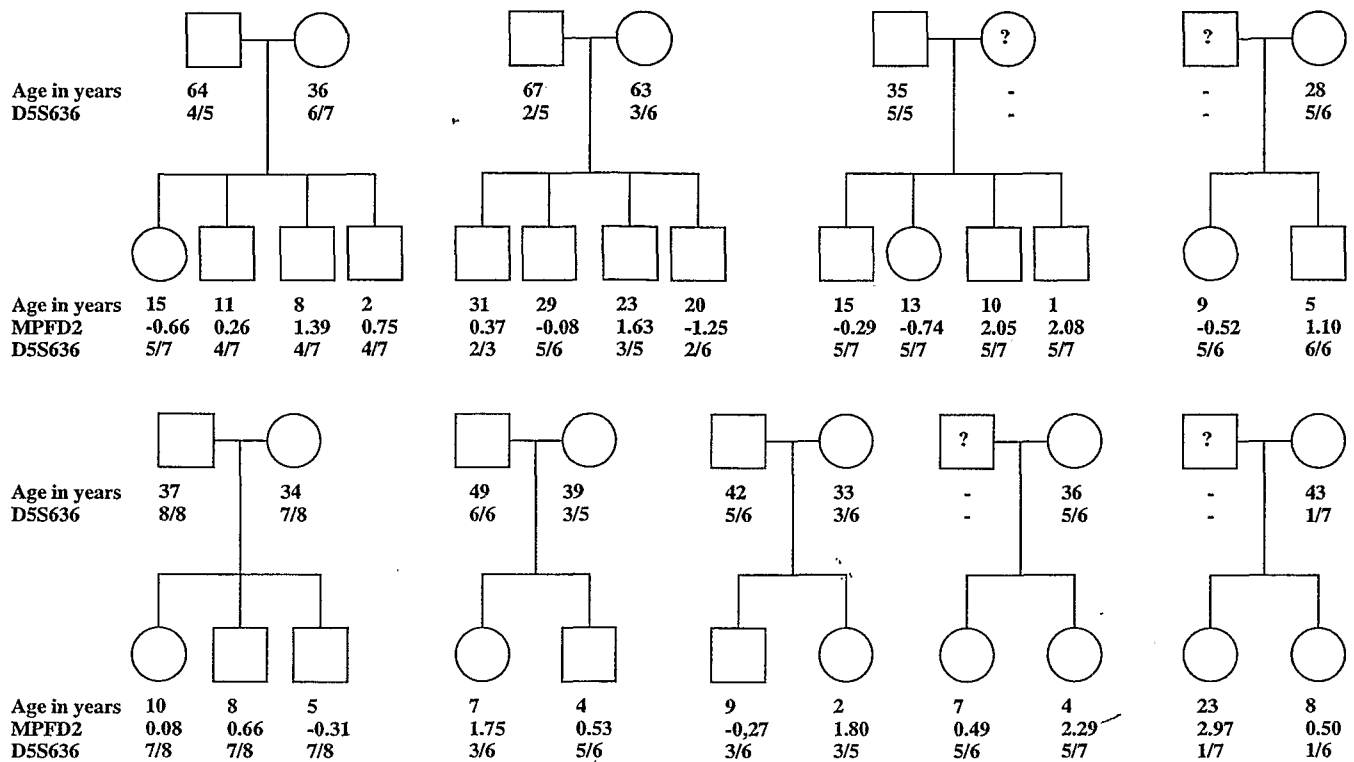 ? ?
Age in years 64 36 67 63 35 - - 28
D5S636 4/5 6/7 2/5 3/6 5/5 - - 5/6
Age in years 15 11 8 2 31 29 23 20 15 13 10 1 9 5
MPFD2 -0.66 0.26 1.39 0.75 0.37 -0.08 1.63 -1.25 -0.29 -0.74 2.05 2.08 -0.52 1.10
D5S636 5/7 4/7 4/7 4/7 2/3 5/6 3/5 2/6 5/7 5/7 5/7 5/7 5/6 6/6
? ?
Age in years 37 34 49 39 42 33 - 36 - 43
D5S636 8/8 7/8 6/6 3/5 5/6 3/6 - 5/6 - 1/7
Age in years 10 8 5 7 4 9 2 7 4 23 8
MPFD2 0.08 0.66 -0.31 1.75 0.53 -0,27 1.80 0.49 2.29 2.97 0.50
D5S636 7/8 7/8 7/8 3/6 5/6 3/6 3/5 5/6 5/7 1/7 1/6